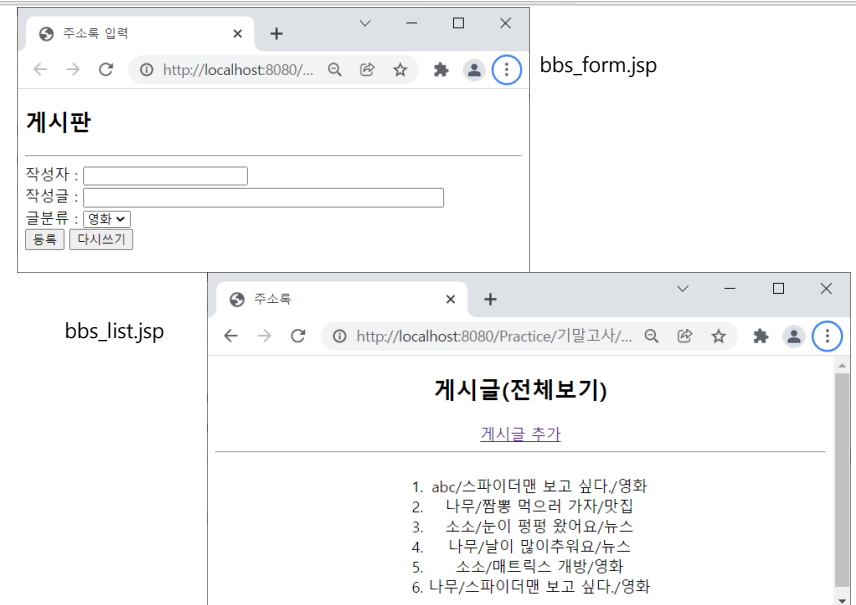 주소록 입력
http://localhost:8080/...
bbs_form.jsp
게시판
작성자 :
작성글 :
글분류 : 영화
등록 다시쓰기
bbs_list.jsp
주소록
http://localhost:8080/Practice/기말고사/...
게시글(전체보기)
게시글 추가
1. abc/스파이더맨 보고 싶다./영화
2. 나무/짬뽕 먹으러 가자/맛집
3. 소소/눈이 펑펑 왔어요/뉴스
4. 나무/날이 많이추워요/뉴스
5. 소소/매트릭스 개방/영화
6. 나무/스파이더맨 보고 싶다./영화